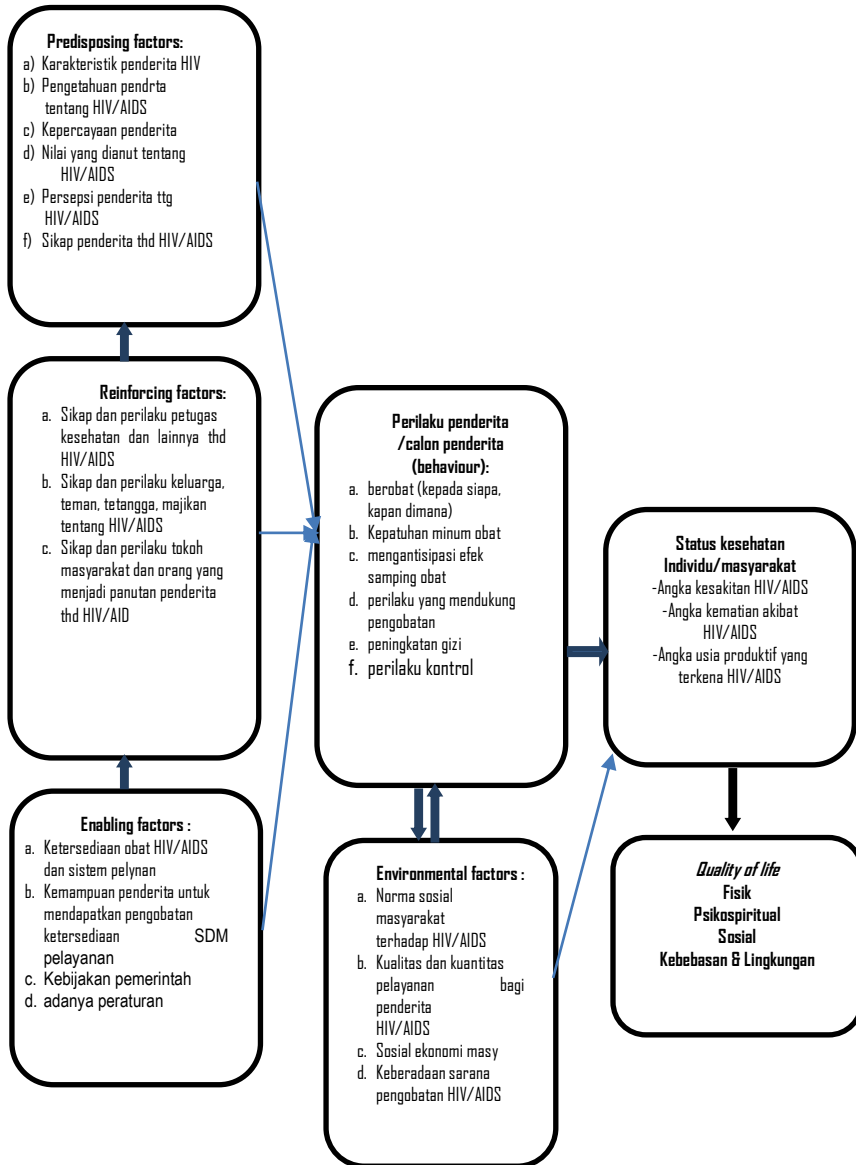 Predisposing factors:
a) Karakteristik penderita HIV
b) Pengetahuan pendrta
tentang HIV/AIDS
c) Kepercayaan penderita
d) Nilai yang dianut tentang
HIV/AIDS
e) Persepsi penderita ttg
HIV/AIDS
f) Sikap penderita thd HIV/AIDS
Reinforcing factors:
a. Sikap dan perilaku petugas
kesehatan dan lainnya thd
HIV/AIDS
b. Sikap dan perilaku keluarga,
teman, tetangga, majikan
tentang HIV/AIDS
c. Sikap dan perilaku tokoh
masyarakat dan orang yang
menjadi panutan penderita
thd HIV/AID
Enabling factors :
a. Ketersediaan obat HIV/AIDS
dan sistem pelynan
b. Kemampuan penderita untuk
mendapatkan pengobatan
ketersediaan SDM
pelayanan
c. Kebijakan pemerintah
d. adanya peraturan
Perilaku penderita
/calon penderita
(behaviour):
a. berobat (kepada siapa,
kapan dimana)
b. Kepatuhan minum obat
c. mengantisipasi efek
samping obat
d. perilaku yang mendukung
pengobatan
e. peningkatan gizi
f. perilaku kontrol
Environmental factors :
a. Norma sosial
masyarakat
terhadap HIV/AIDS
b. Kualitas dan kuantitas
pelayanan bagi
penderita
HIV/AIDS
c. Sosial ekonomi masy
d. Keberadaan sarana
pengobatan HIV/AIDS
Status kesehatan
Individu/masyarakat
-Angka kesakitan HIV/AIDS
-Angka kematian akibat
HIV/AIDS
-Angka usia produktif yang
terkena HIV/AIDS
Quality of life
Fisik
Psikospiritual
Sosial
Kebebasan & Lingkungan